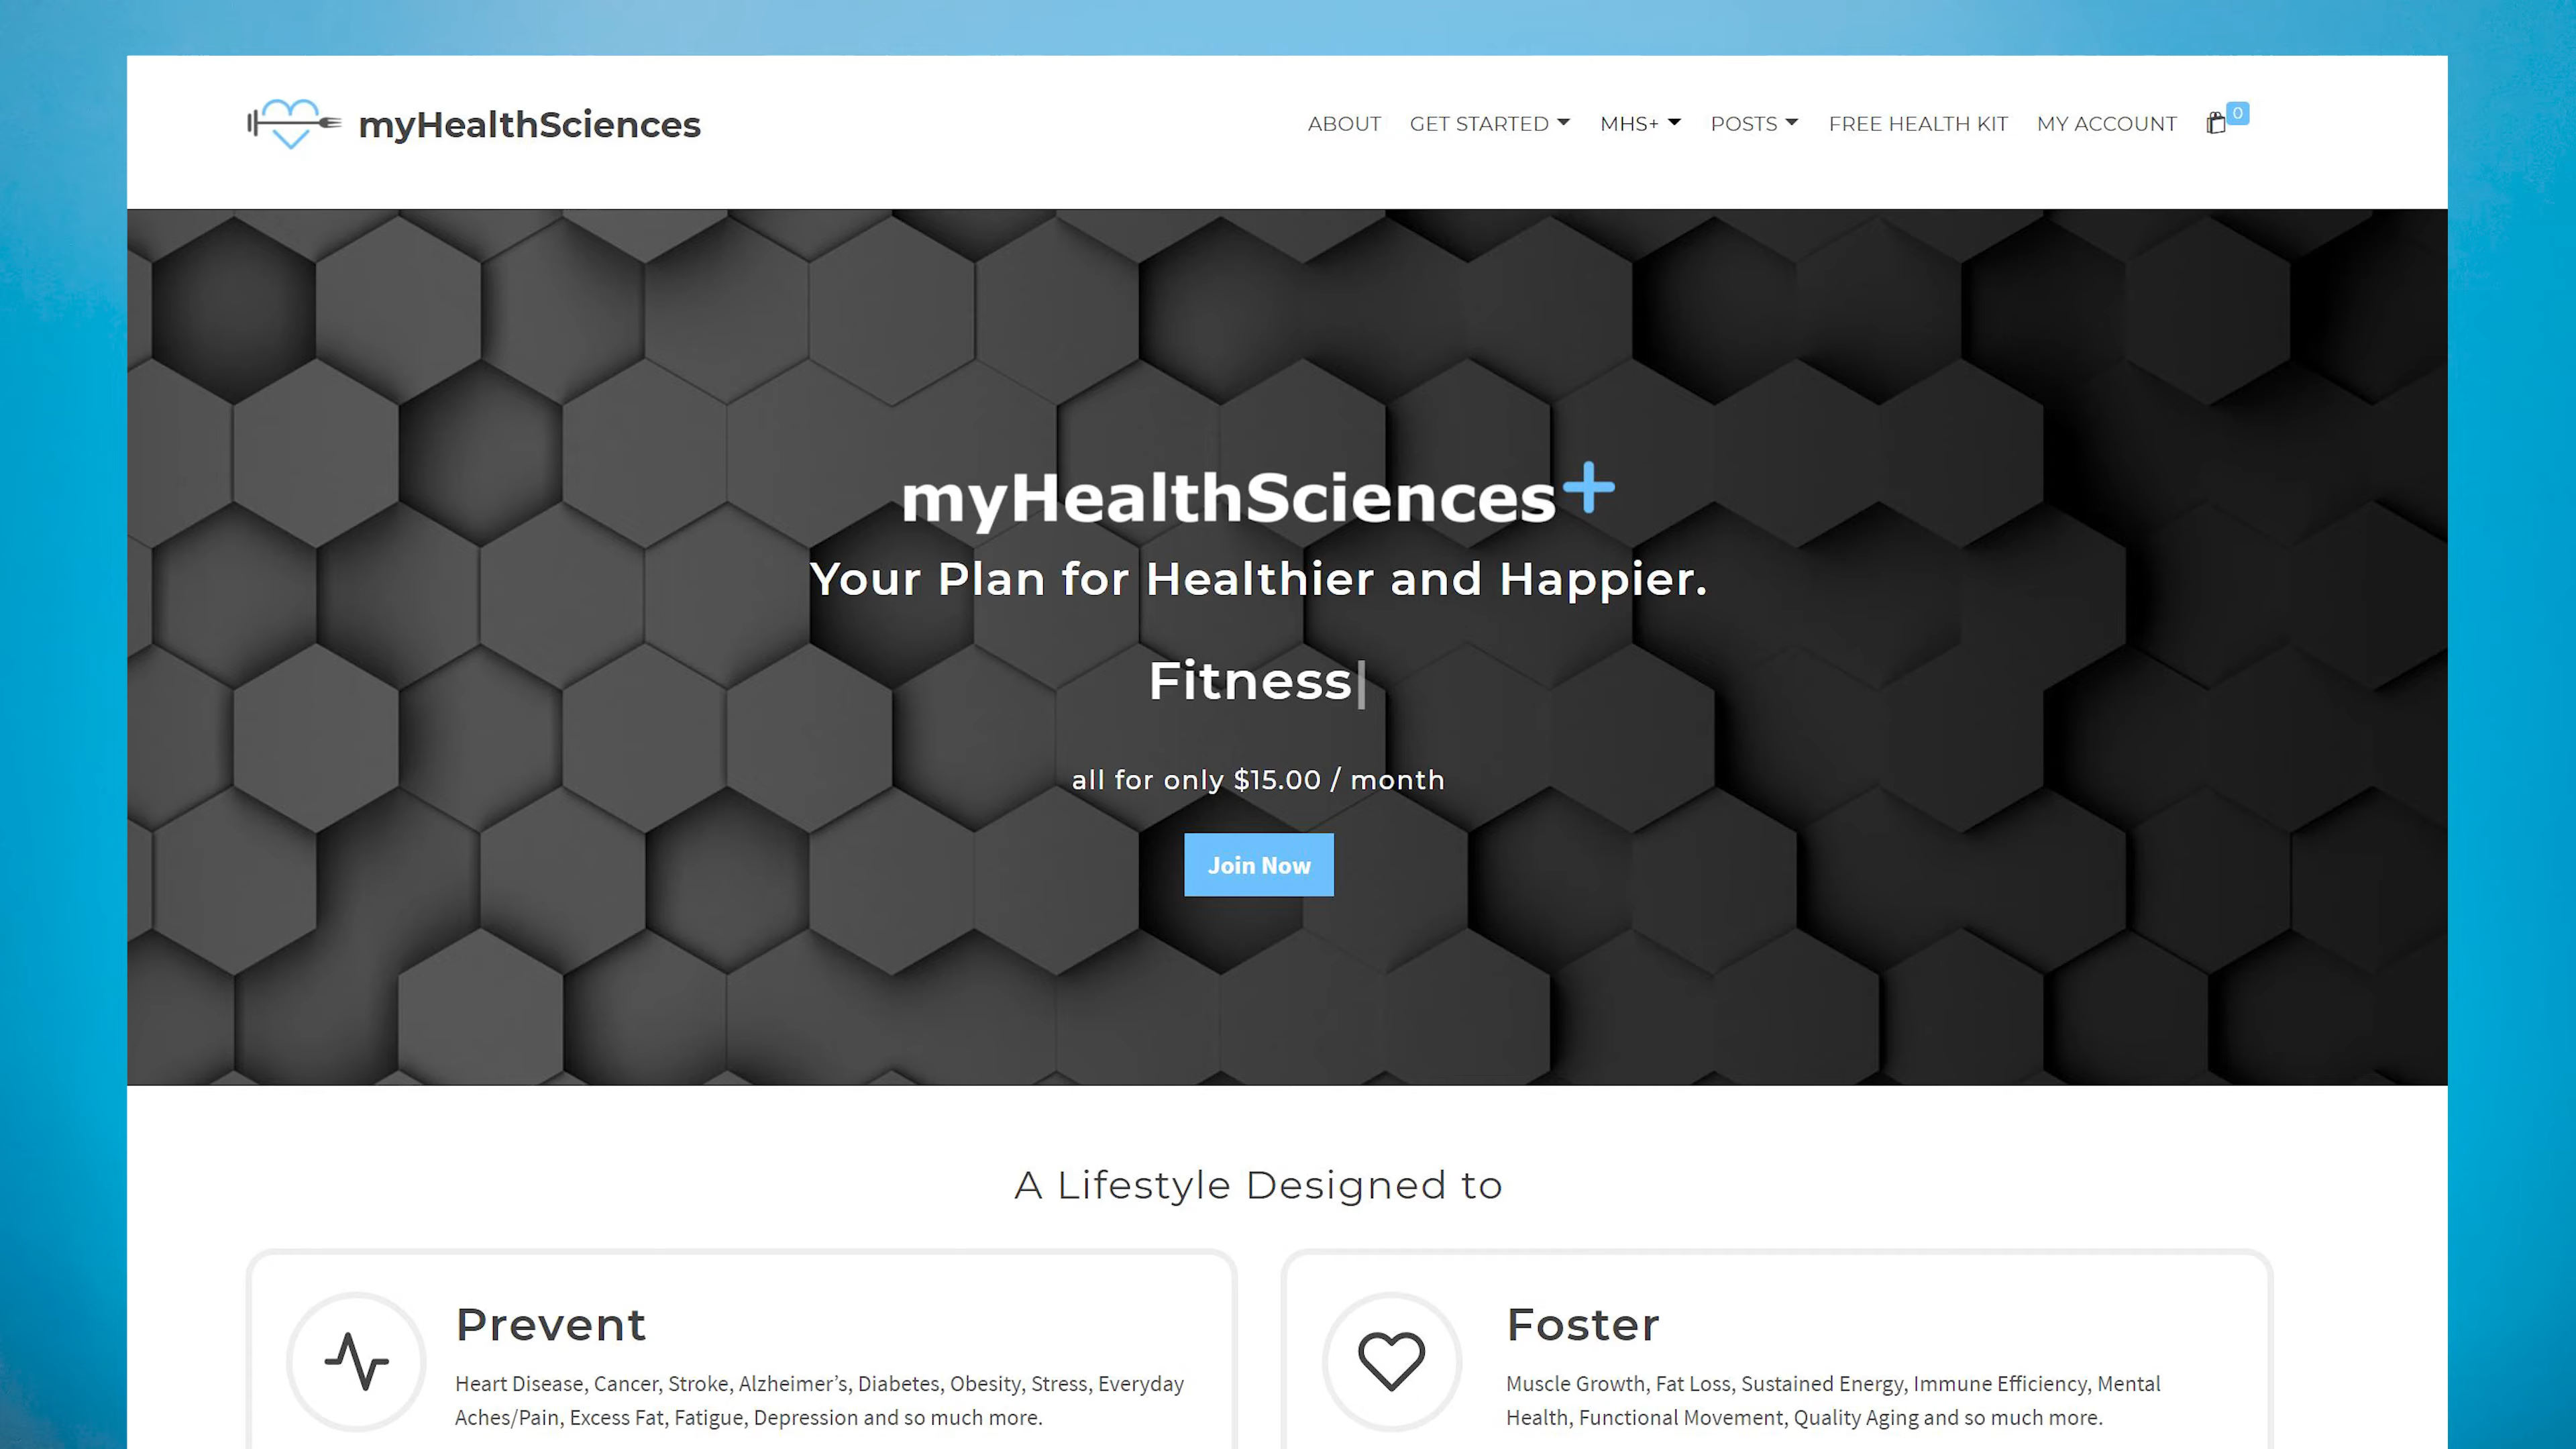 myHealthSciences
ABOUT GET STARTED MHS+ POSTS FREE HEALTH KIT MY ACCOUNT 0
myHealthSciences+
Your Plan for Healthier and Happier.
Fitness|
all for only $15.00 / month
Join Now
A Lifestyle Designed to
Prevent
Heart Disease, Cancer, Stroke, Alzheimer’s, Diabetes, Obesity, Stress, Everyday
Aches/Pain, Excess Fat, Fatigue, Depression and so much more.
Foster
Muscle Growth, Fat Loss, Sustained Energy, Immune Efficiency, Mental
Health, Functional Movement, Quality Aging and so much more.